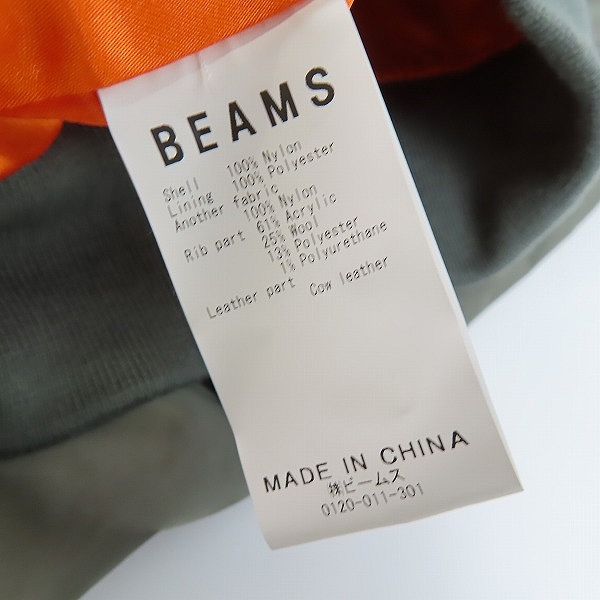 BEAMS
Shell 100% Nylon
Lining 100% Polyester
Another fabric
100% Nylon
Rib part 61% Acrylic
25% Wool
13% Polyester
1% Polyurethane
Leather part Cow leather
MADE IN CHINA
㈱ビームス
0120-011-301